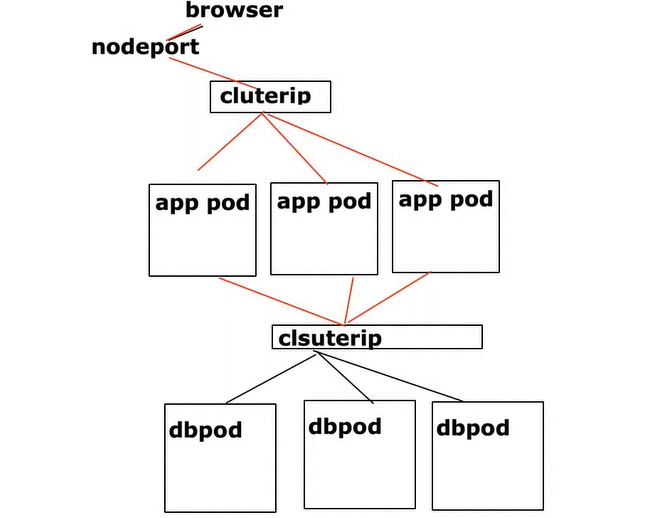 browser
nodeport
cluterip
app pod
app pod
app pod
clsuterip
dbpod
dbpod
dbpod